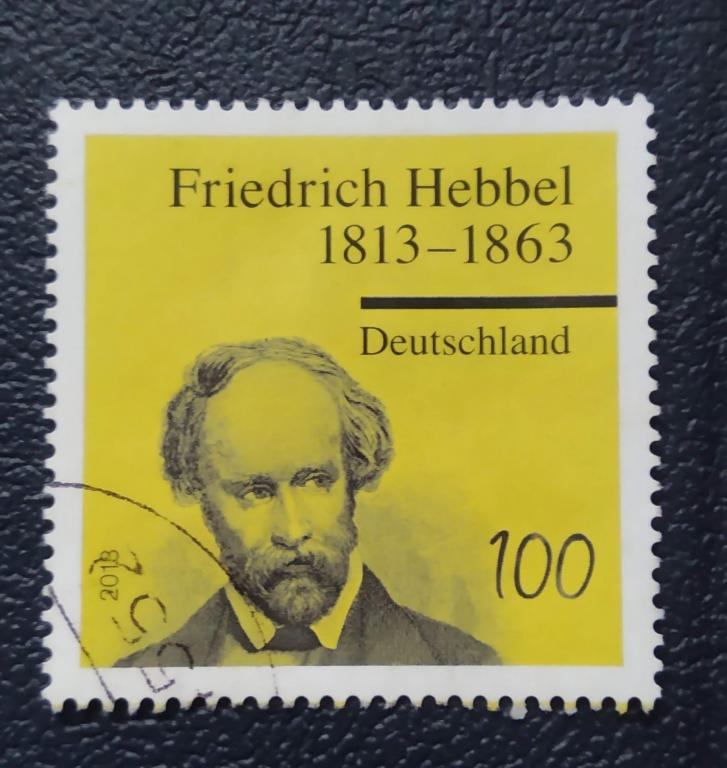 Friedrich Hebbel
1813–1863
Deutschland
100
2013